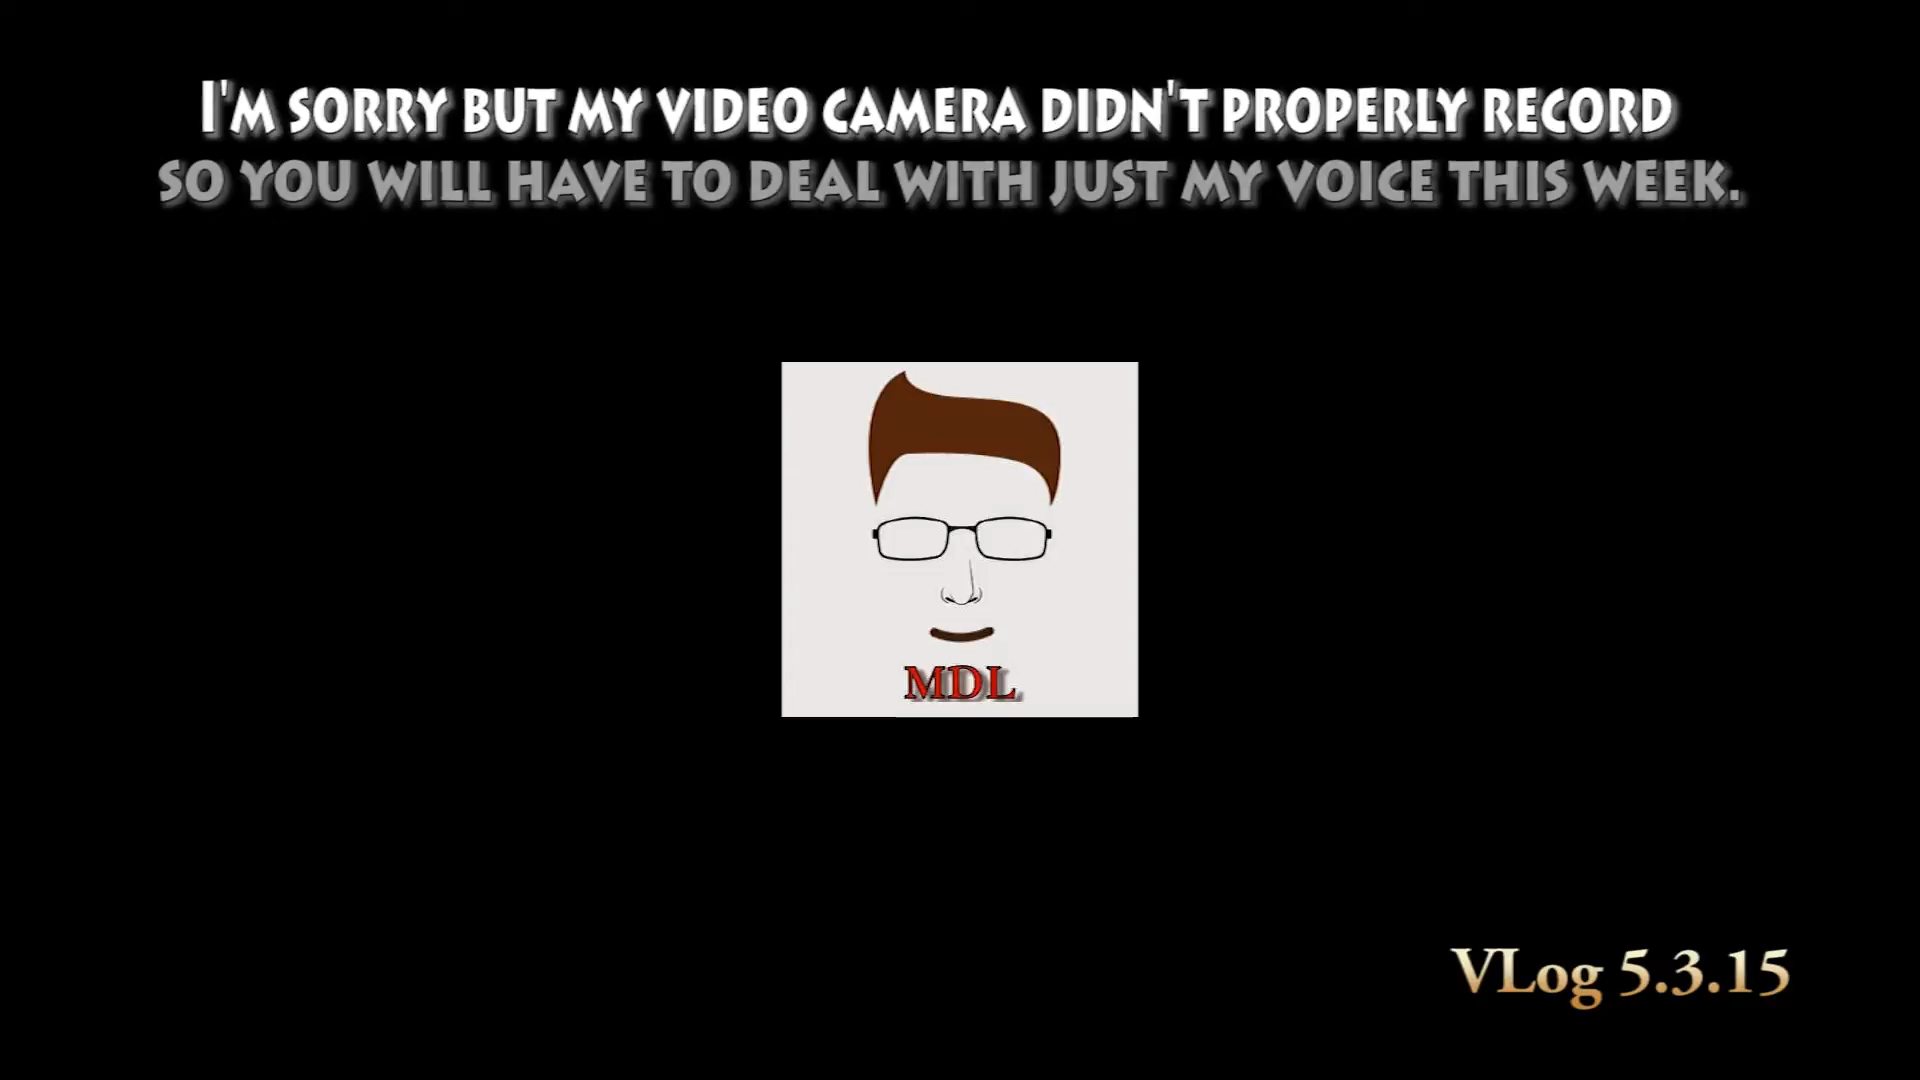 I'M SORRY BUT MY VIDEO CAMERA DIDN'T PROPERLY RECORD
SO YOU WILL HAVE TO DEAL WITH JUST MY VOICE THIS WEEK.
MDL
VLog 5.3.15